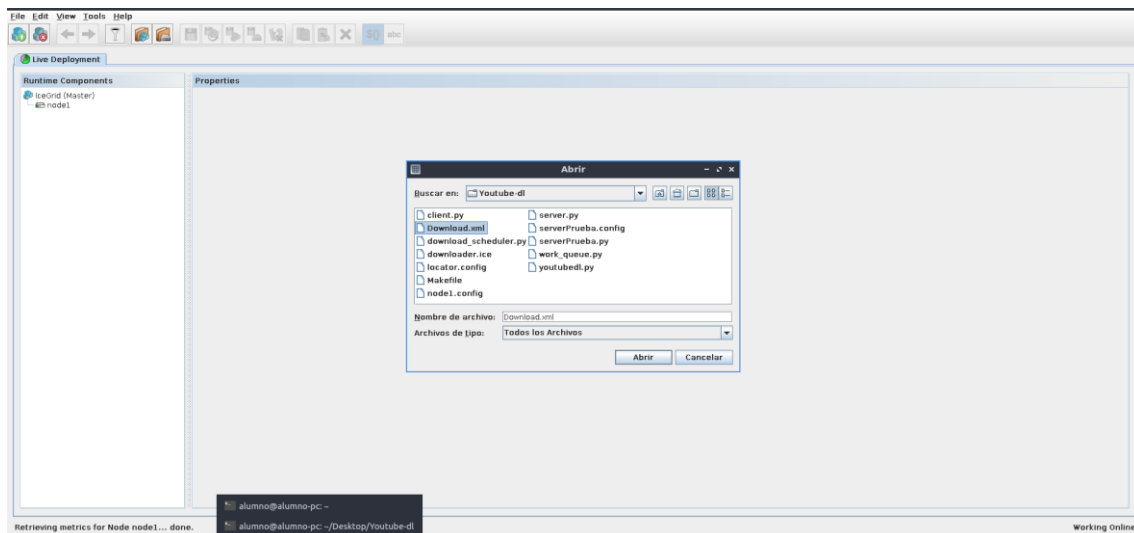 File Edit View Tools Help
SQ abc
Live Deployment
Runtime Components
Properties
IceGrid (Master)
node1
Abrir
Buscar en: Youtube-dl
client.py server.py
Download.xml serverPrueba.config
download_scheduler.py serverPrueba.py
downloader.ice work_queue.py
locator.config youtubedl.py
Makefile
node1.config
Nombre de archivo: Download.xml
Archivos de tipo: Todos los Archivos
Abrir Cancelar
alumno@alumno-pc: ~
alumno@alumno-pc: ~/Desktop/Youtube-dl
Retrieving metrics for Node node1... done.
Working Online